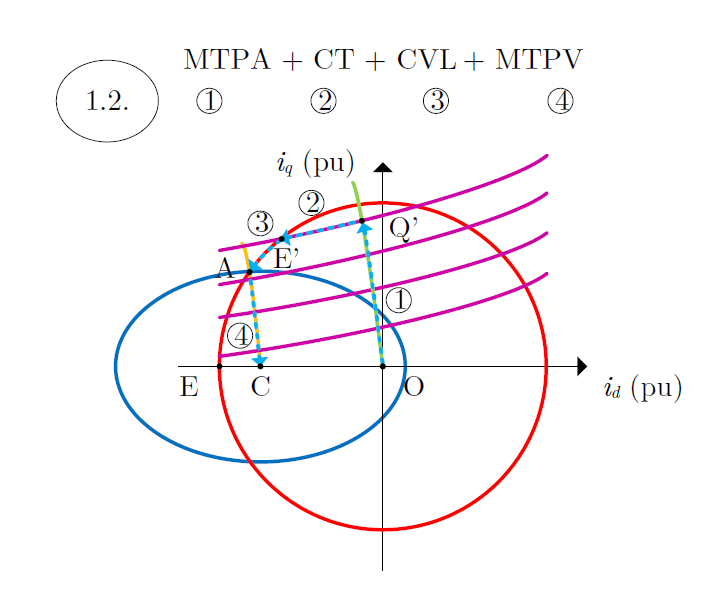 MTPA + CT + CVL + MTPV
1.2. ① ② ③ ④
i_q (pu)
②
③
Q'
E'
A
①
④
E C O
i_d (pu)